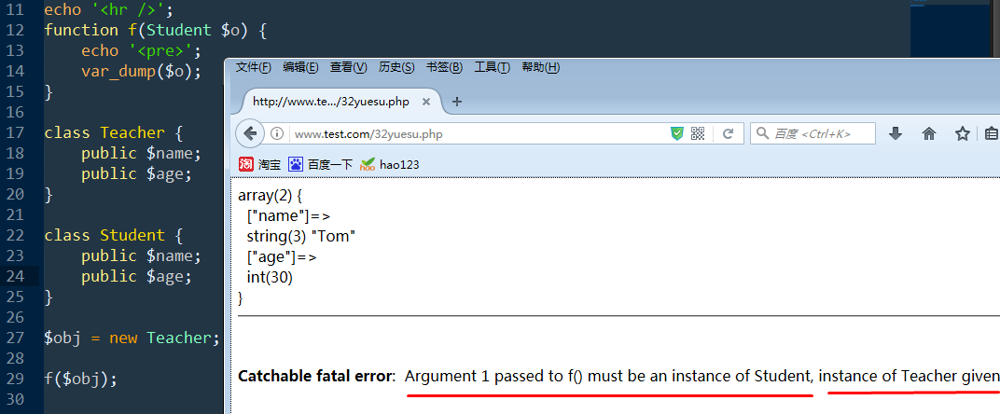 11 echo '<hr />';
12 function f(Student $o) {
13 echo '<pre>';
14 var_dump($o);
15 }
16
17 class Teacher {
18 public $name;
19 public $age;
20 }
21
22 class Student {
23 public $name;
24 public $age;
25 }
26
27 $obj = new Teacher;
28
29 f($obj);
30
文件(F) 编辑(E) 查看(V) 历史(S) 书签(B) 工具(T) 帮助(H)
http://www.te.../32yuesu.php
www.test.com/32yuesu.php
百度 <Ctrl+K>
淘 淘宝 百度一下 hao hao123
array(2) {
["name"]=>
string(3) "Tom"
["age"]=>
int(30)
}
Catchable fatal error: Argument 1 passed to f() must be an instance of Student, instance of Teacher given